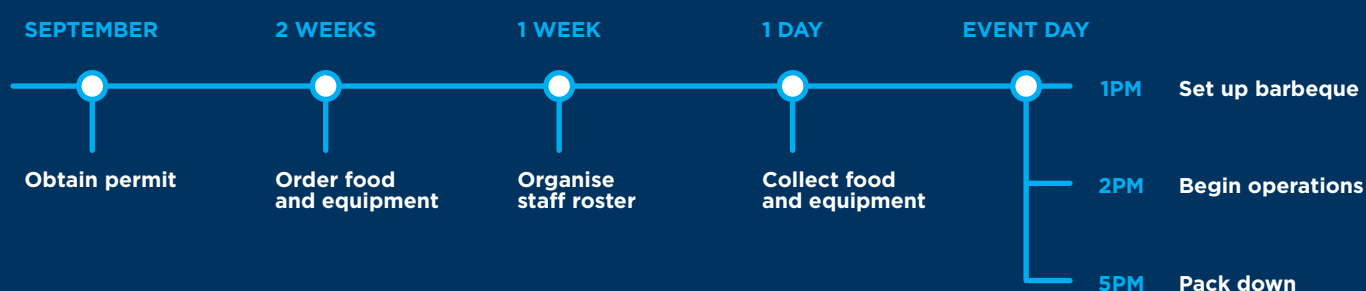 SEPTEMBER
2 WEEKS
1 WEEK
1 DAY
EVENT DAY
Obtain permit
Order food
and equipment
Organise
staff roster
Collect food
and equipment
1PM Set up barbeque
2PM Begin operations
5PM Pack down